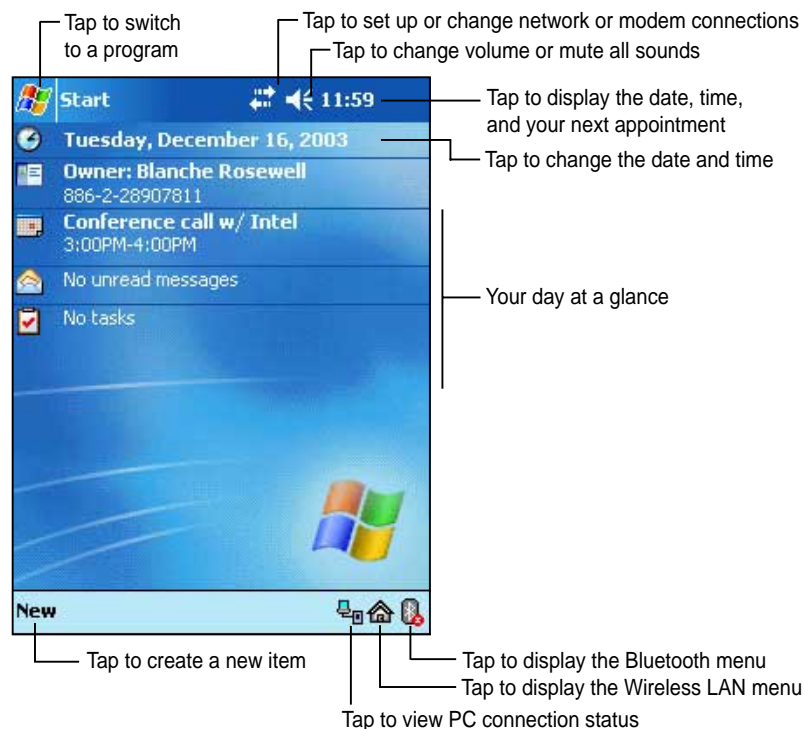 Tap to switch
to a program
Tap to set up or change network or modem connections
Tap to change volume or mute all sounds
Start
11:59
Tap to display the date, time,
and your next appointment
Tuesday, December 16, 2003
Tap to change the date and time
Owner: Blanche Rosewell
886-2-28907811
Conference call w/ Intel
3:00PM-4:00PM
No unread messages
Your day at a glance
No tasks
New
Tap to create a new item
Tap to display the Bluetooth menu
Tap to display the Wireless LAN menu
Tap to view PC connection status